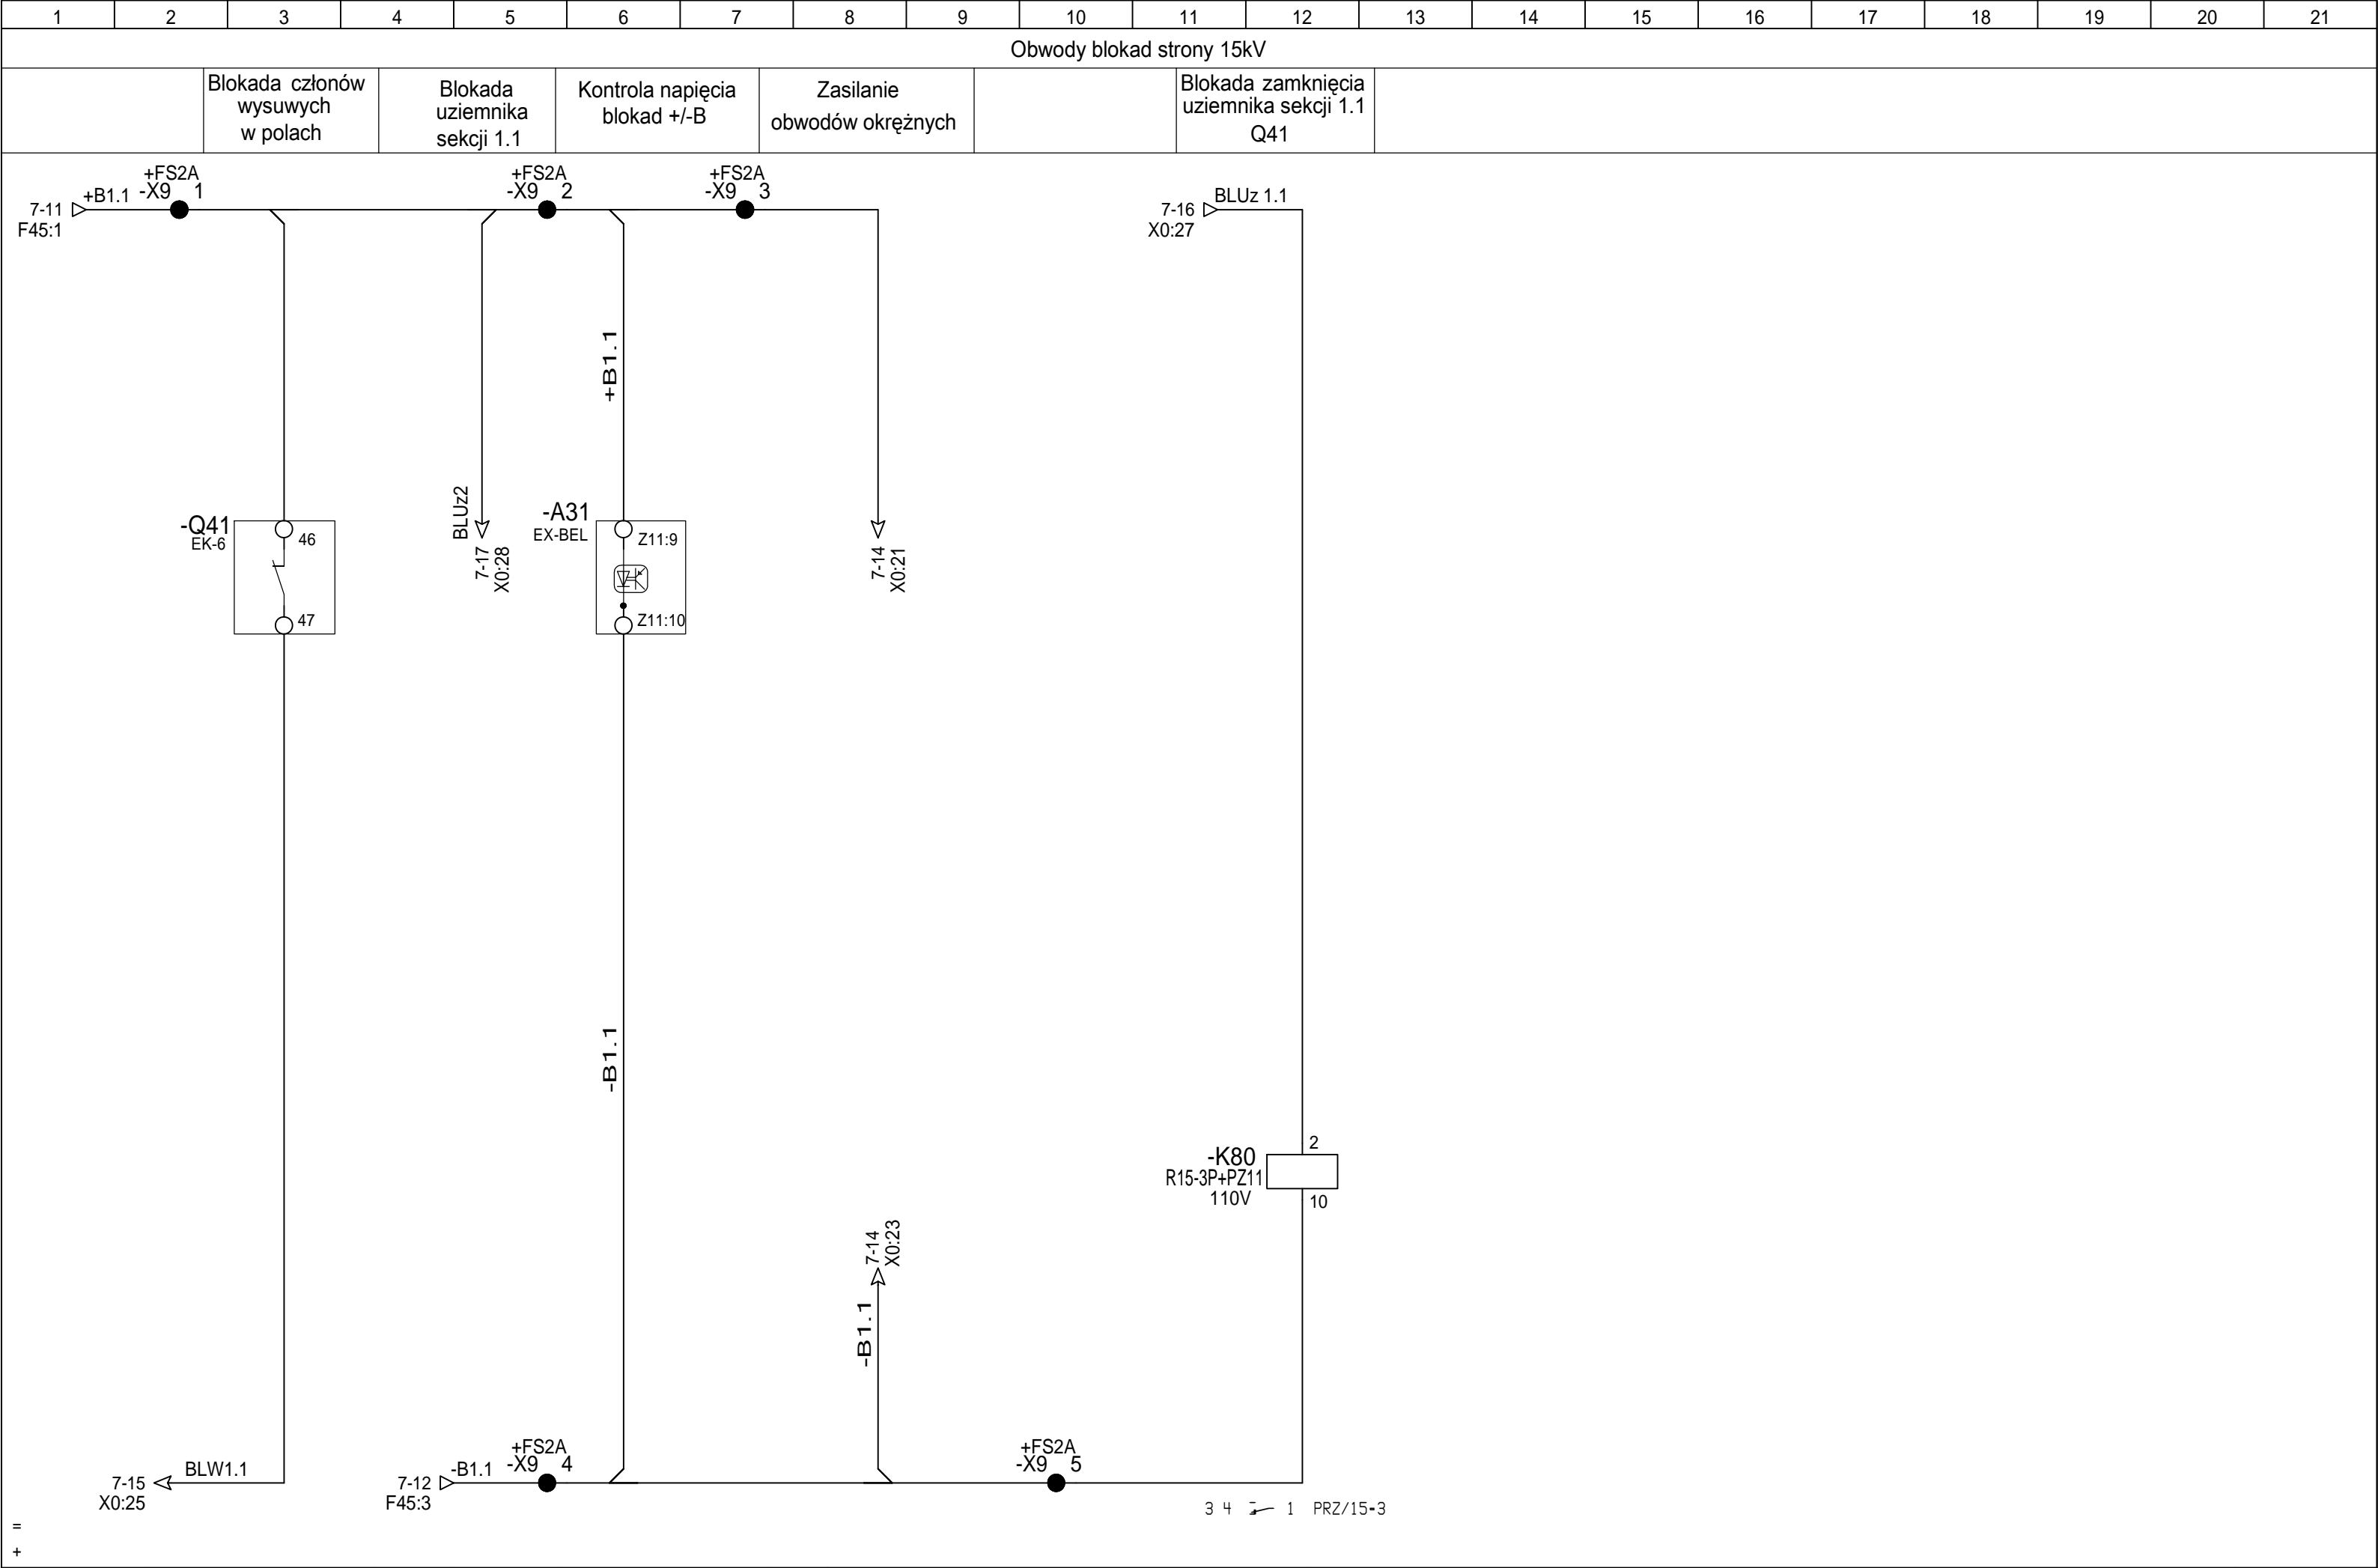 1 2 3 4 5 6 7 8 9 10 11 12 13 14 15 16 17 18 19 20 21
Obwody blokad strony 15kV
Blokada członów
wysuwych
w polach
Blokada
uziemnika
sekcji 1.1
Kontrola napięcia
blokad +/-B
Zasilanie
obwodów okrężnych
Blokada zamknięcia
uziemnika sekcji 1.1
Q41
7-11
F45:1
+B1.1
+FS2A
-X9 1
+FS2A
-X9 2
+FS2A
-X9 3
7-16
X0:27
BLUz 1.1
+B1.1
-Q41
EK-6
46
47
BLUz2
7-17
X0:28
-A31
EX-BEL
Z11:9
Z11:10
7-14
X0:21
-B1.1
-K80
R15-3P+PZ11
110V
2
10
7-14
X0:23
-B1.1
7-15
X0:25
BLW1.1
7-12
F45:3
-B1.1
+FS2A
-X9 4
+FS2A
-X9 5
3 4 1 PRZ/15-3
=
+